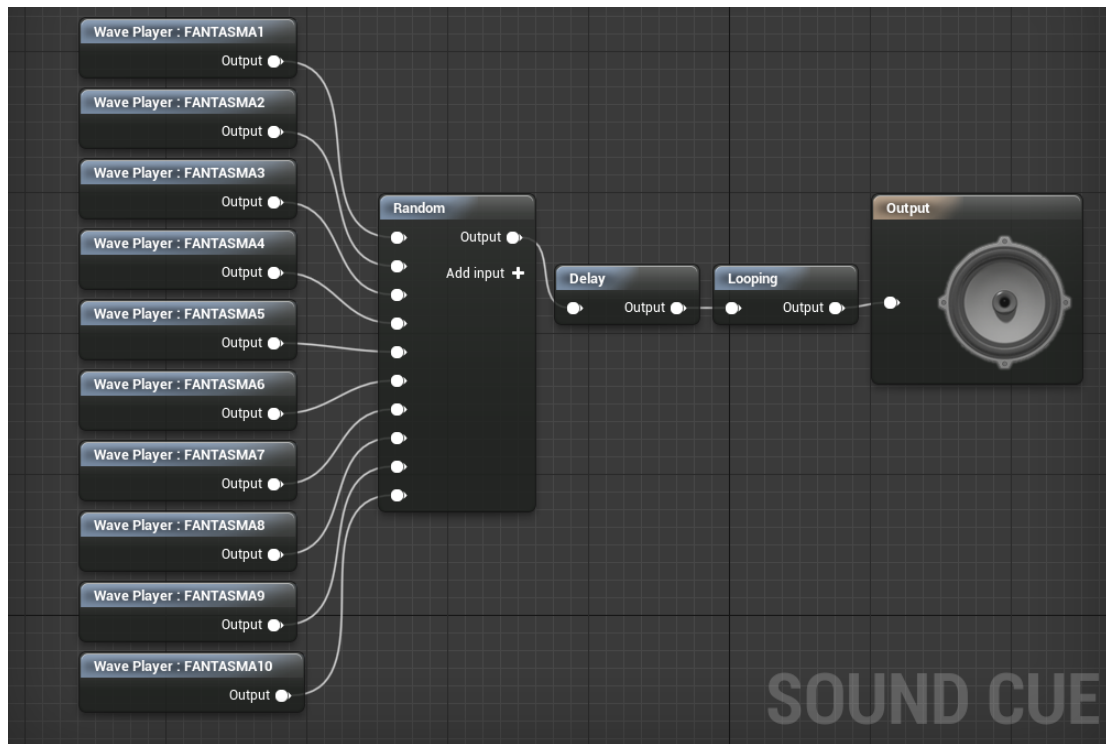 Wave Player : FANTASMA1
Output
Wave Player : FANTASMA2
Output
Wave Player : FANTASMA3
Output
Wave Player : FANTASMA4
Output
Wave Player : FANTASMA5
Output
Wave Player : FANTASMA6
Output
Wave Player : FANTASMA7
Output
Wave Player : FANTASMA8
Output
Wave Player : FANTASMA9
Output
Wave Player : FANTASMA10
Output
Random
Output
Add input
Delay
Output
Looping
Output
Output
SOUND CUE